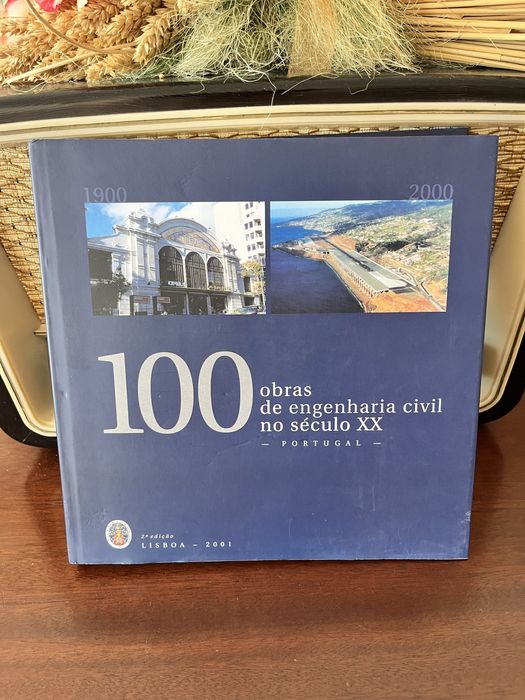 1900
2000
100
obras
de engenharia civil
no século XX
— PORTUGAL —
2ª edição
LISBOA – 2001